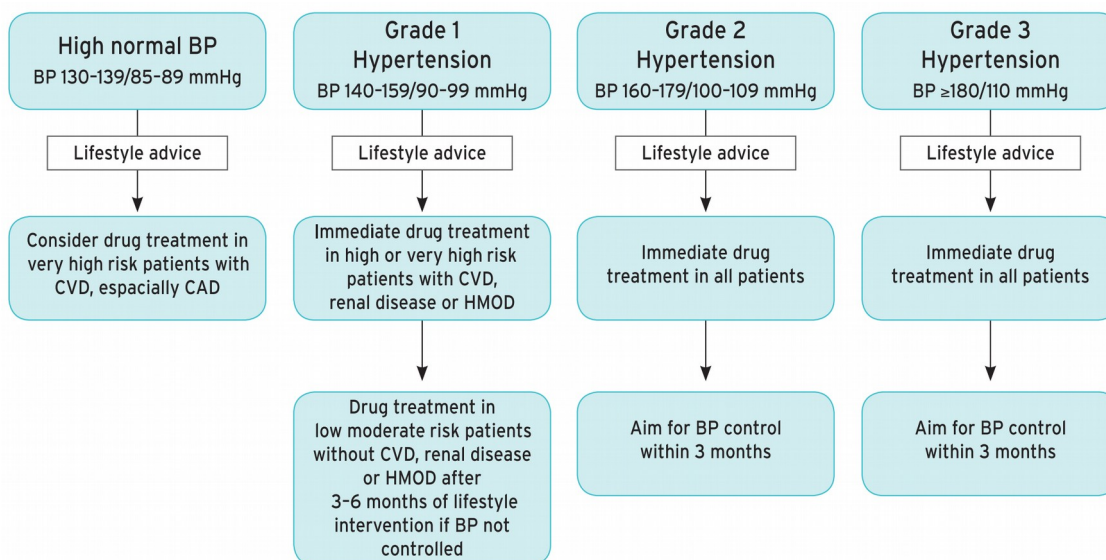 High normal BP
BP 130-139/85-89 mmHg
Lifestyle advice
Consider drug treatment in
very high risk patients with
CVD, espacially CAD
Grade 1
Hypertension
BP 140-159/90-99 mmHg
Lifestyle advice
Immediate drug treatment
in high or very high risk
patients with CVD,
renal disease or HMOD
Drug treatment in
low moderate risk patients
without CVD, renal disease
or HMOD after
3-6 months of lifestyle
intervention if BP not
controlled
Grade 2
Hypertension
BP 160-179/100-109 mmHg
Lifestyle advice
Immediate drug
treatment in all patients
Aim for BP control
within 3 months
Grade 3
Hypertension
BP ≥180/110 mmHg
Lifestyle advice
Immediate drug
treatment in all patients
Aim for BP control
within 3 months